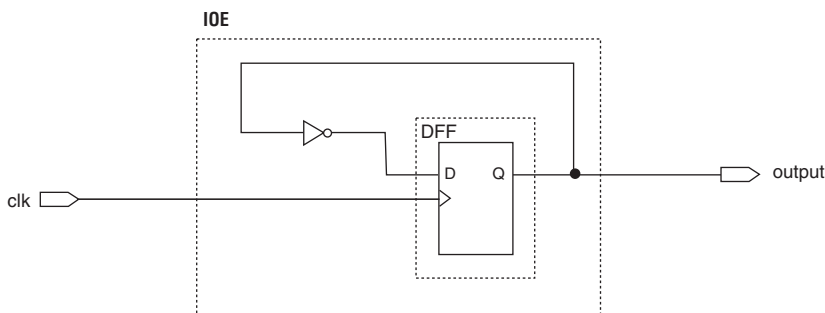 IOE
DFF
D
Q
output
clk